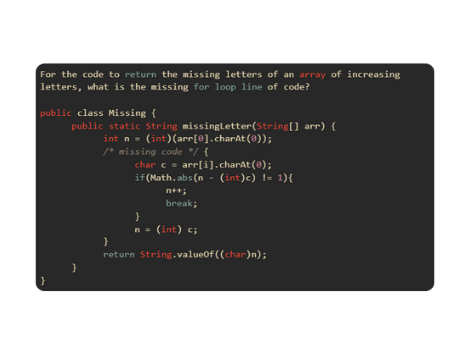 For the code to return the missing letters of an array of increasing
letters, what is the missing for loop line of code?
public class Missing {
public static String missingLetter(String[] arr) {
int n = (int)(arr[0].charAt(0));
/* missing code */ {
char c = arr[i].charAt(0);
if(Math.abs(n - (int)c) != 1){
n++;
break;
}
n = (int) c;
}
return String.valueOf((char)n);
}
}